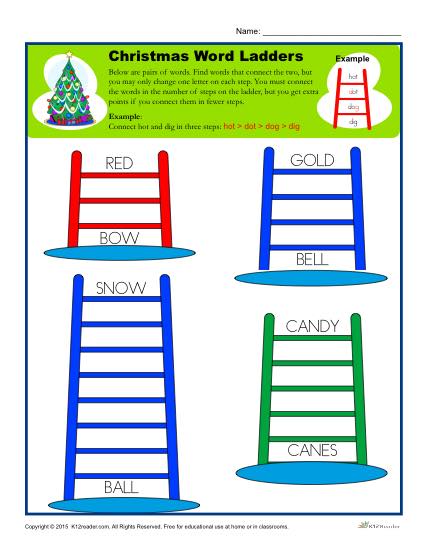 Name:
Christmas Word Ladders
Below are pairs of words. Find words that connect the two, but
you may only change one letter on each step. You must connect
the words in the number of steps on the ladder, but you get extra
points if you connect them in fewer steps.
Example:
Connect hot and dig in three steps: hot > dot > dog > dig
Example
hot
dot
dog
dig
RED
BOW
GOLD
BELL
SNOW
BALL
CANDY
CANES
Copyright © 2015 K12reader.com. All Rights Reserved. Free for educational use at home or in classrooms.
K12Reader